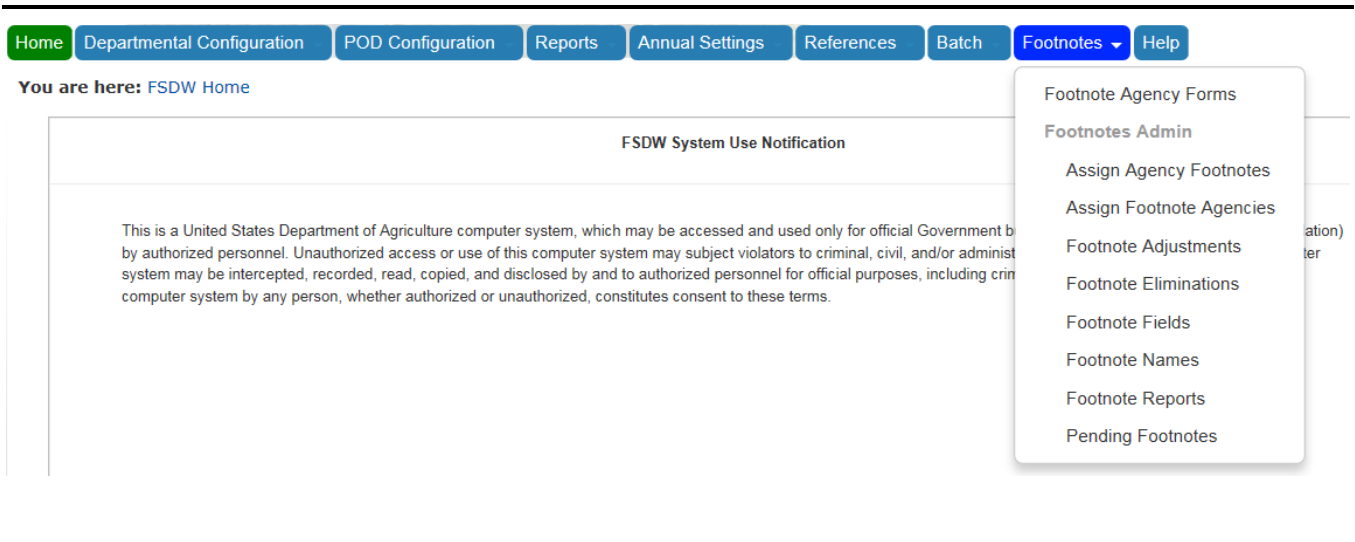 Home Departmental Configuration POD Configuration Reports Annual Settings References Batch Footnotes Help
You are here: FSDW Home
Footnote Agency Forms
Footnotes Admin
Assign Agency Footnotes
Assign Footnote Agencies
Footnote Adjustments
Footnote Eliminations
Footnote Fields
Footnote Names
Footnote Reports
Pending Footnotes
FSDW System Use Notification
This is a United States Department of Agriculture computer system, which may be accessed and used only for official Government ation)
by authorized personnel. Unauthorized access or use of this computer system may subject violators to criminal, civil, and/or administ ter
system may be intercepted, recorded, read, copied, and disclosed by and to authorized personnel for official purposes, including crim
computer system by any person, whether authorized or unauthorized, constitutes consent to these terms.